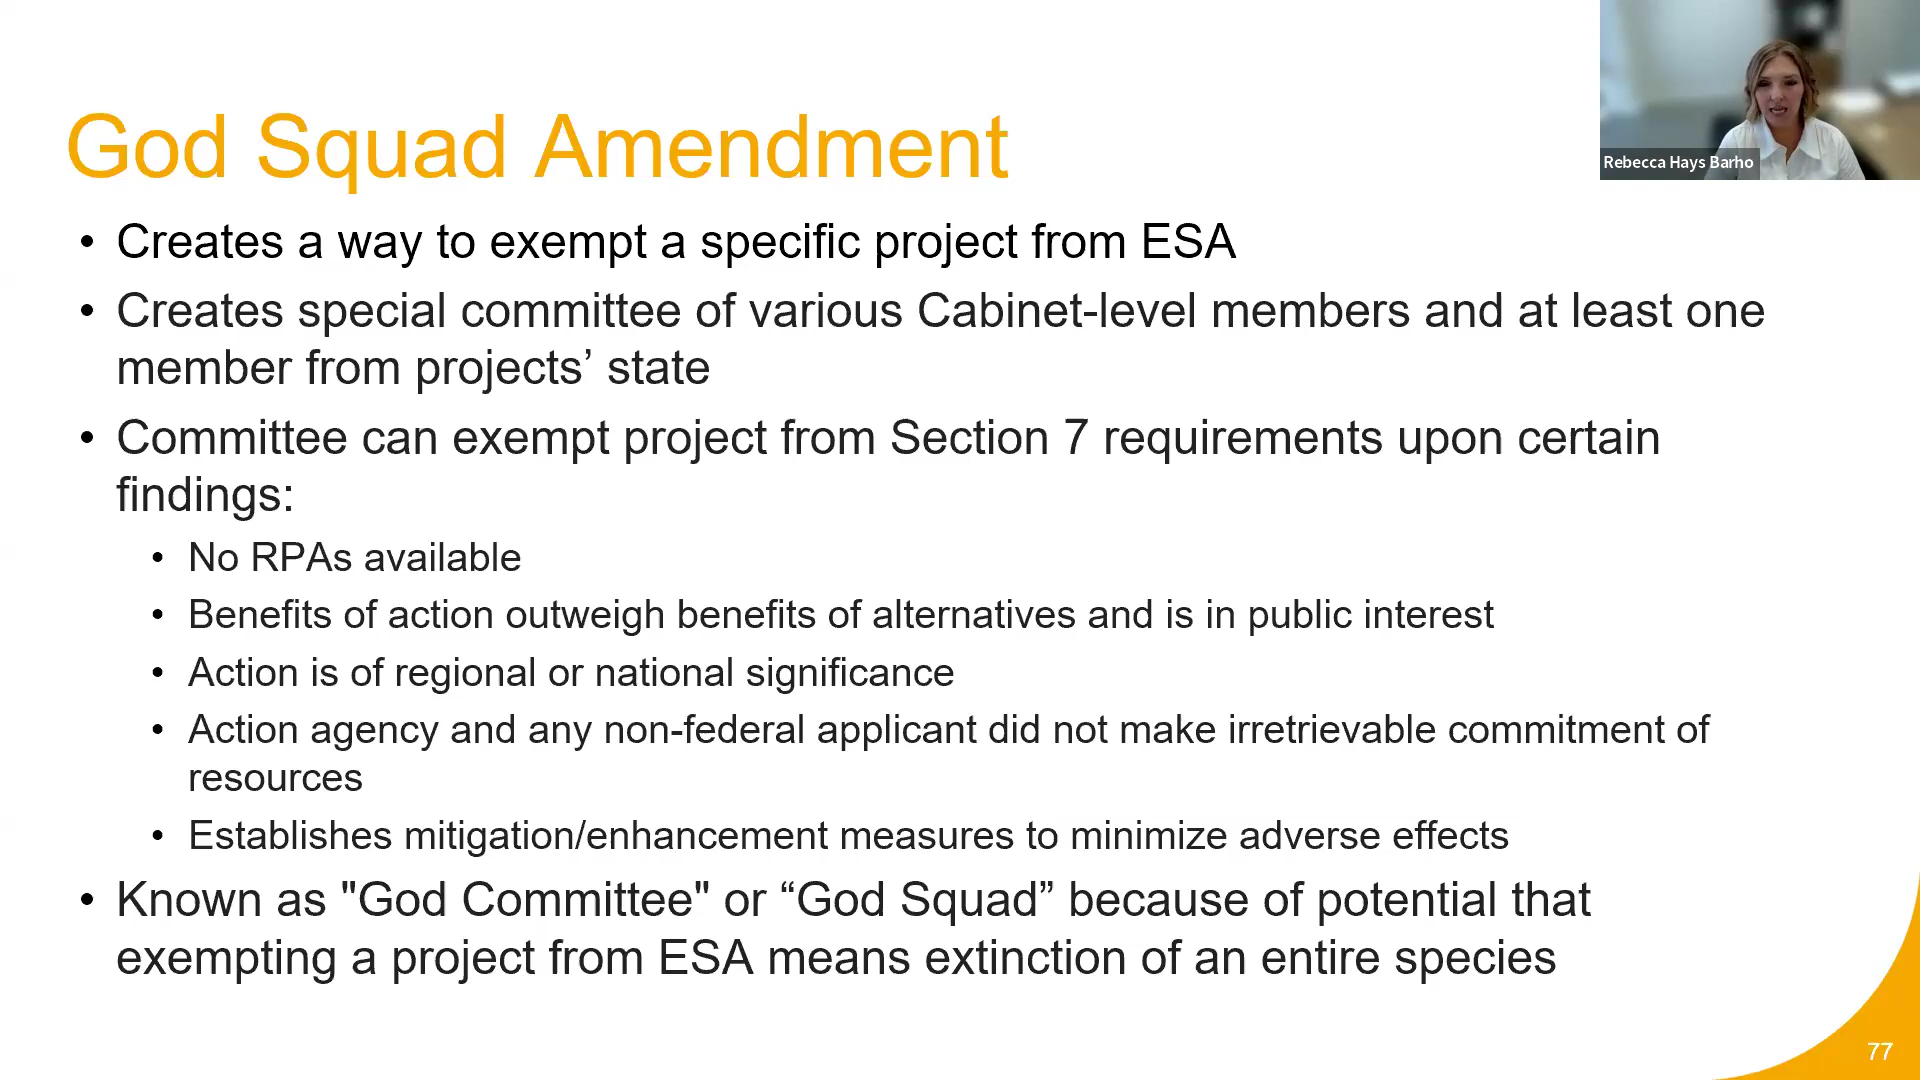 God Squad Amendment
Rebecca Hays Barho
• Creates a way to exempt a specific project from ESA
• Creates special committee of various Cabinet-level members and at least one
member from projects’ state
• Committee can exempt project from Section 7 requirements upon certain
findings:
• No RPAs available
• Benefits of action outweigh benefits of alternatives and is in public interest
• Action is of regional or national significance
• Action agency and any non-federal applicant did not make irretrievable commitment of
resources
• Establishes mitigation/enhancement measures to minimize adverse effects
• Known as "God Committee" or “God Squad” because of potential that
exempting a project from ESA means extinction of an entire species
77